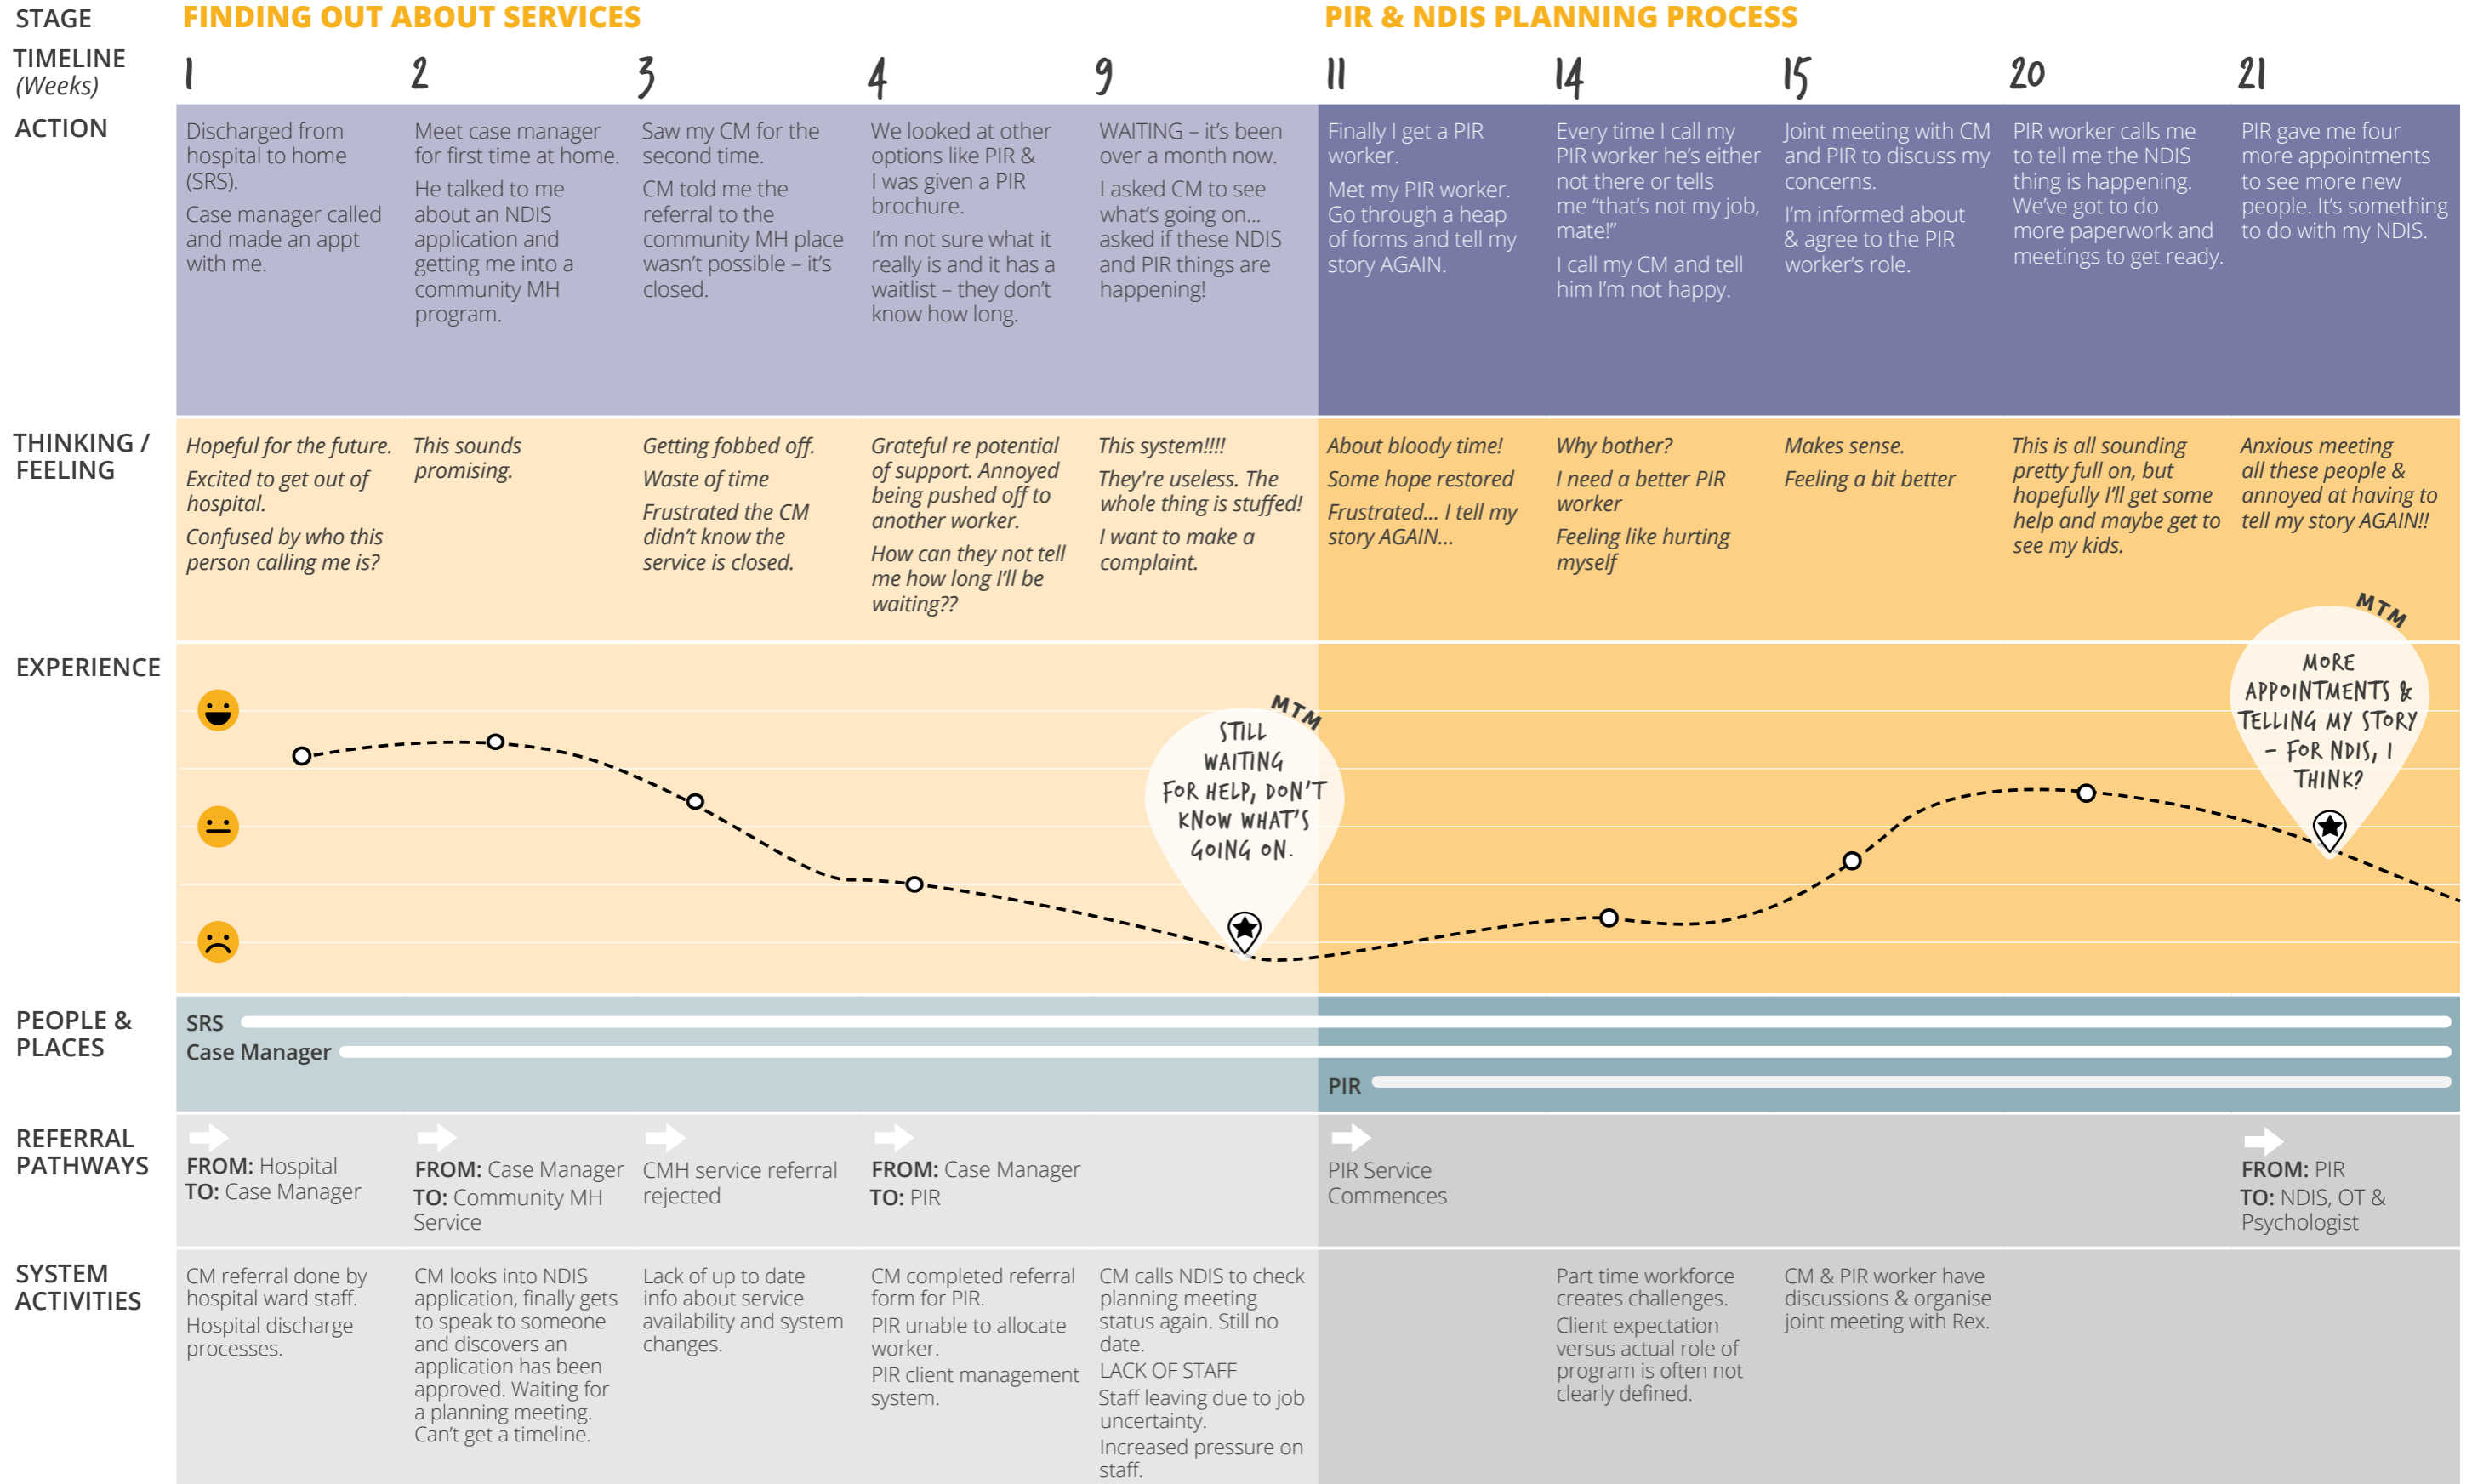 STAGE
FINDING OUT ABOUT SERVICES
PIR & NDIS PLANNING PROCESS
TIMELINE
(Weeks)
1
2
3
4
9
11
14
15
20
21
ACTION
Discharged from
hospital to home
(SRS).
Case manager called
and made an appt
with me.
Meet case manager
for first time at home.
He talked to me
about an NDIS
application and
getting me into a
community MH
program.
Saw my CM for the
second time.
CM told me the
referral to the
community MH place
wasn't possible – it's
closed.
We looked at other
options like PIR &
I was given a PIR
brochure.
I'm not sure what it
really is and it has a
waitlist – they don't
know how long.
WAITING – it's been
over a month now.
I asked CM to see
what's going on...
asked if these NDIS
and PIR things are
happening!
Finally I get a PIR
worker.
Met my PIR worker.
Go through a heap
of forms and tell my
story AGAIN.
Every time I call my
PIR worker he's either
not there or tells
me “that's not my job,
mate!”
I call my CM and tell
him I'm not happy.
Joint meeting with CM
and PIR to discuss my
concerns.
I'm informed about
& agree to the PIR
worker's role.
PIR worker calls me
to tell me the NDIS
thing is happening.
We've got to do
more paperwork and
meetings to get ready.
PIR gave me four
more appointments
to see more new
people. It's something
to do with my NDIS.
THINKING /
FEELING
Hopeful for the future.
Excited to get out of
hospital.
Confused by who this
person calling me is?
This sounds
promising.
Getting fobbed off.
Waste of time
Frustrated the CM
didn't know the
service is closed.
Grateful re potential
of support. Annoyed
being pushed off to
another worker.
How can they not tell
me how long I'll be
waiting??
This system!!!!
They're useless. The
whole thing is stuffed!
I want to make a
complaint.
About bloody time!
Some hope restored
Frustrated... I tell my
story AGAIN...
Why bother?
I need a better PIR
worker
Feeling like hurting
myself
Makes sense.
Feeling a bit better
This is all sounding
pretty full on, but
hopefully I'll get some
help and maybe get to
see my kids.
Anxious meeting
all these people &
annoyed at having to
tell my story AGAIN!!
EXPERIENCE
MTM
STILL
WAITING
FOR HELP, DON'T
KNOW WHAT'S
GOING ON.
MTM
MORE
APPOINTMENTS &
TELLING MY STORY
– FOR NDIS, I
THINK?
PEOPLE &
PLACES
SRS
Case Manager
PIR
REFERRAL
PATHWAYS
FROM: Hospital
TO: Case Manager
FROM: Case Manager
TO: Community MH
Service
CMH service referral
rejected
FROM: Case Manager
TO: PIR
PIR Service
Commences
FROM: PIR
TO: NDIS, OT &
Psychologist
SYSTEM
ACTIVITIES
CM referral done by
hospital ward staff.
Hospital discharge
processes.
CM looks into NDIS
application, finally gets
to speak to someone
and discovers an
application has been
approved. Waiting for
a planning meeting.
Can't get a timeline.
Lack of up to date
info about service
availability and system
changes.
CM completed referral
form for PIR.
PIR unable to allocate
worker.
PIR client management
system.
CM calls NDIS to check
planning meeting
status again. Still no
date.
LACK OF STAFF
Staff leaving due to job
uncertainty.
Increased pressure on
staff.
Part time workforce
creates challenges.
Client expectation
versus actual role of
program is often not
clearly defined.
CM & PIR worker have
discussions & organise
joint meeting with Rex.